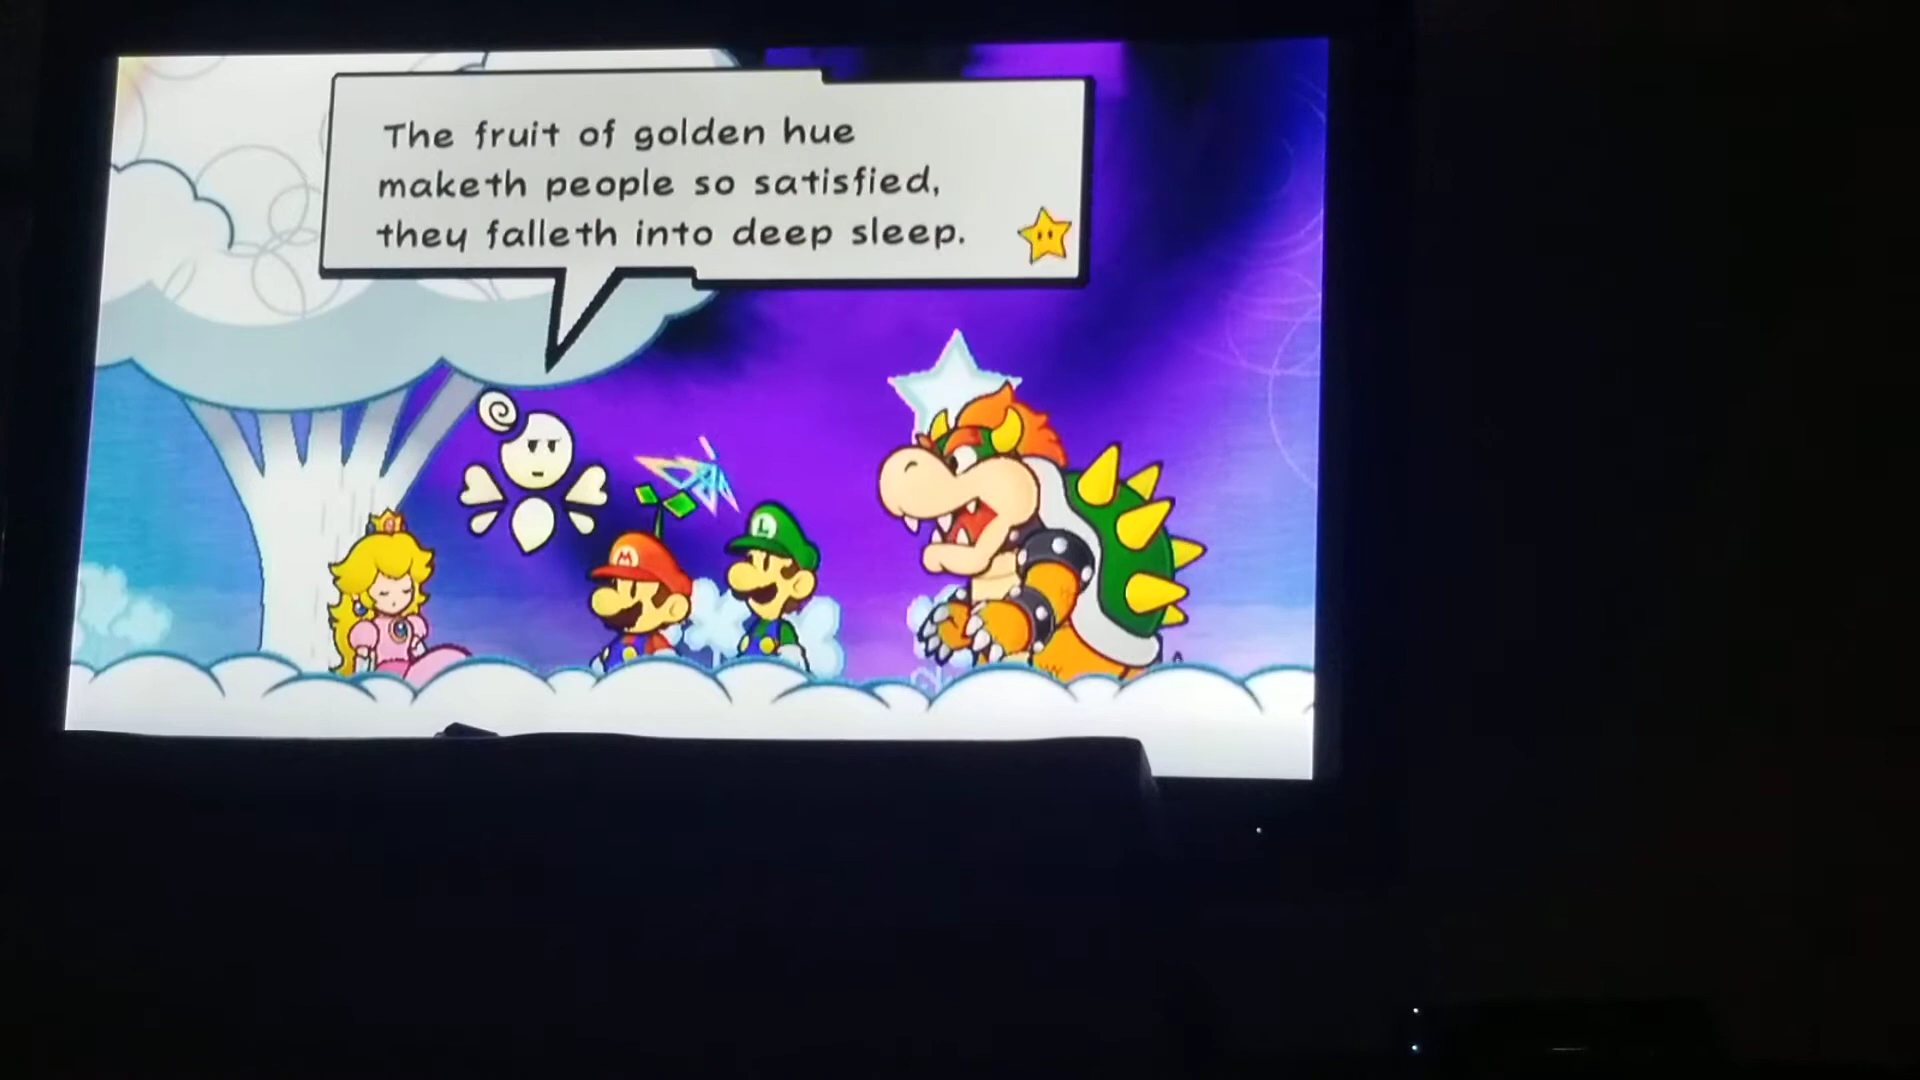 The fruit of golden hue
maketh people so satisfied,
they falleth into deep sleep.
M
L